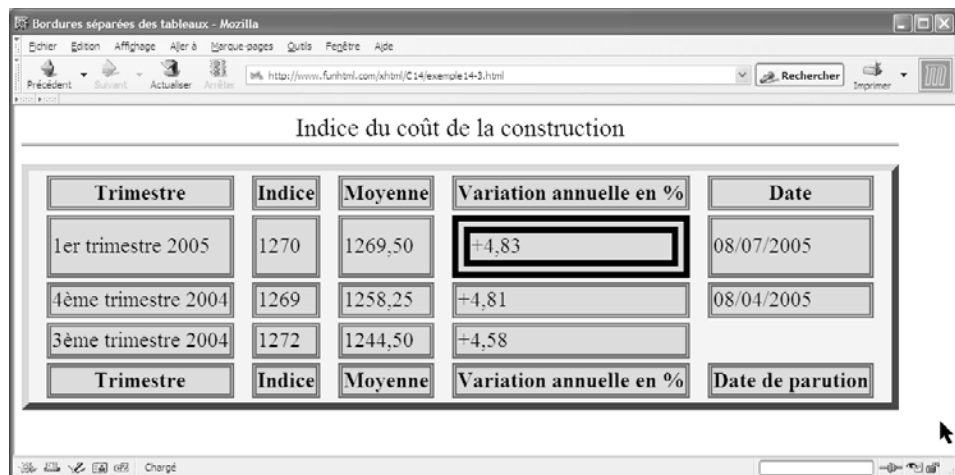 Bordures séparées des tableaux - Mozilla
Fichier Edition Affichage Aller à Marque-pages Outils Fenêtre Aide
Précédent Suivant Actualiser Arrêter http://www.funhtml.com/xhtml/C14/exemple14-3.html Rechercher Imprimer
Indice du coût de la construction
Trimestre Indice Moyenne Variation annuelle en % Date
1er trimestre 2005 1270 1269,50 +4,83 08/07/2005
4ème trimestre 2004 1269 1258,25 +4,81 08/04/2005
3ème trimestre 2004 1272 1244,50 +4,58
Trimestre Indice Moyenne Variation annuelle en % Date de parution
Chargé